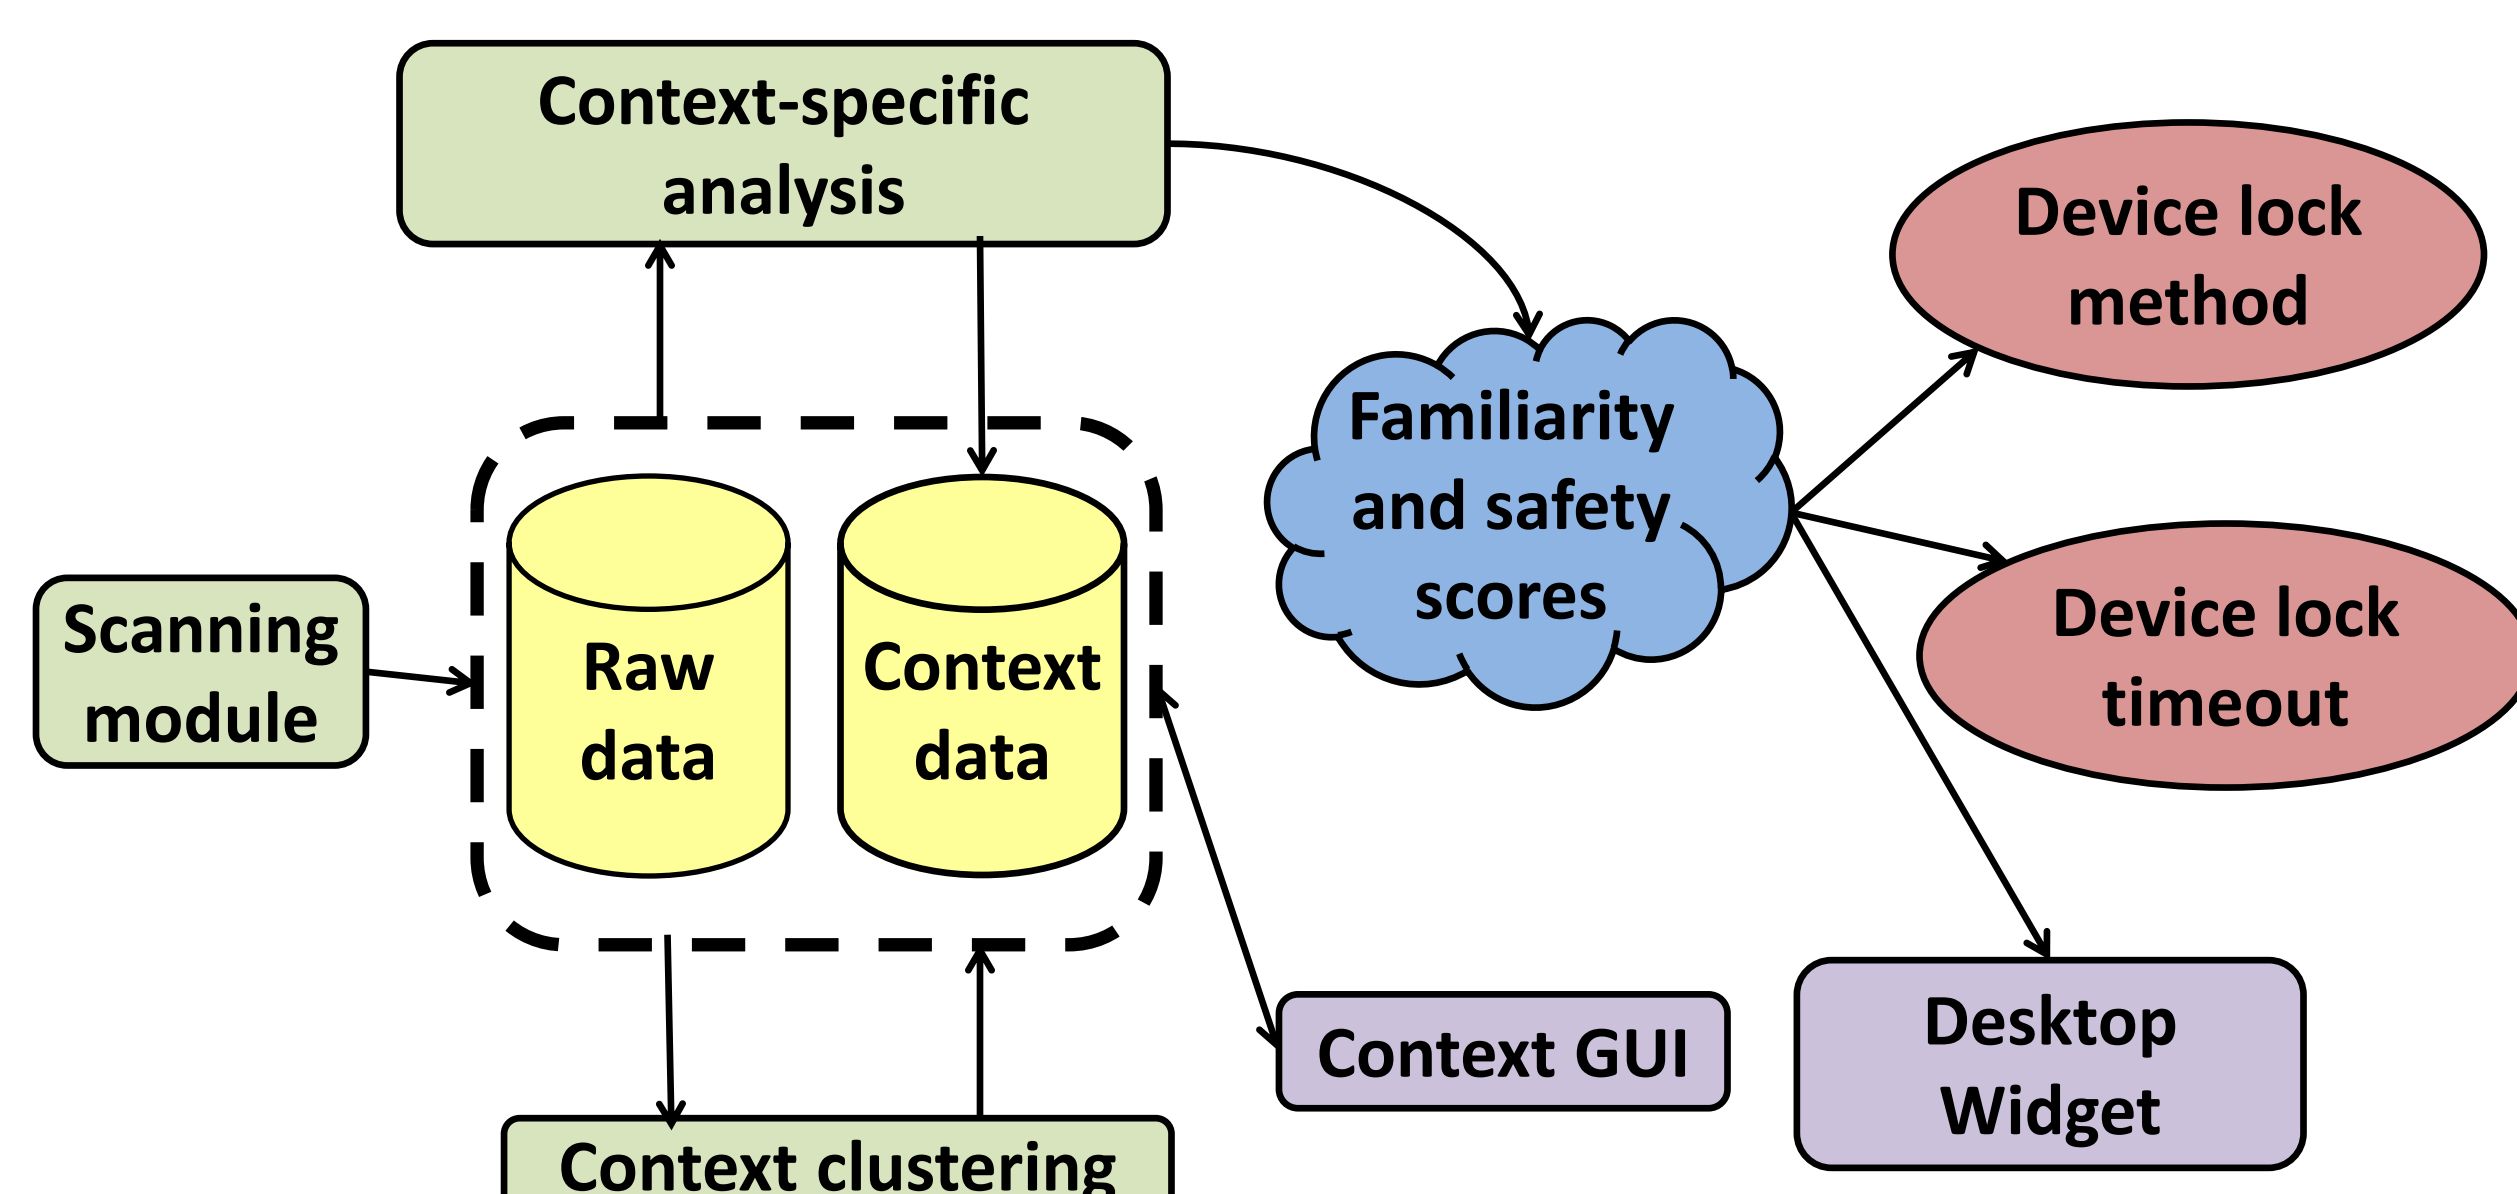 Context-specific
analysis
Device lock
method
Familiarity
and safety
scores
Device lock
timeout
Scanning
module
Raw
data
Context
data
Context GUI
Desktop
Widget
Context clustering